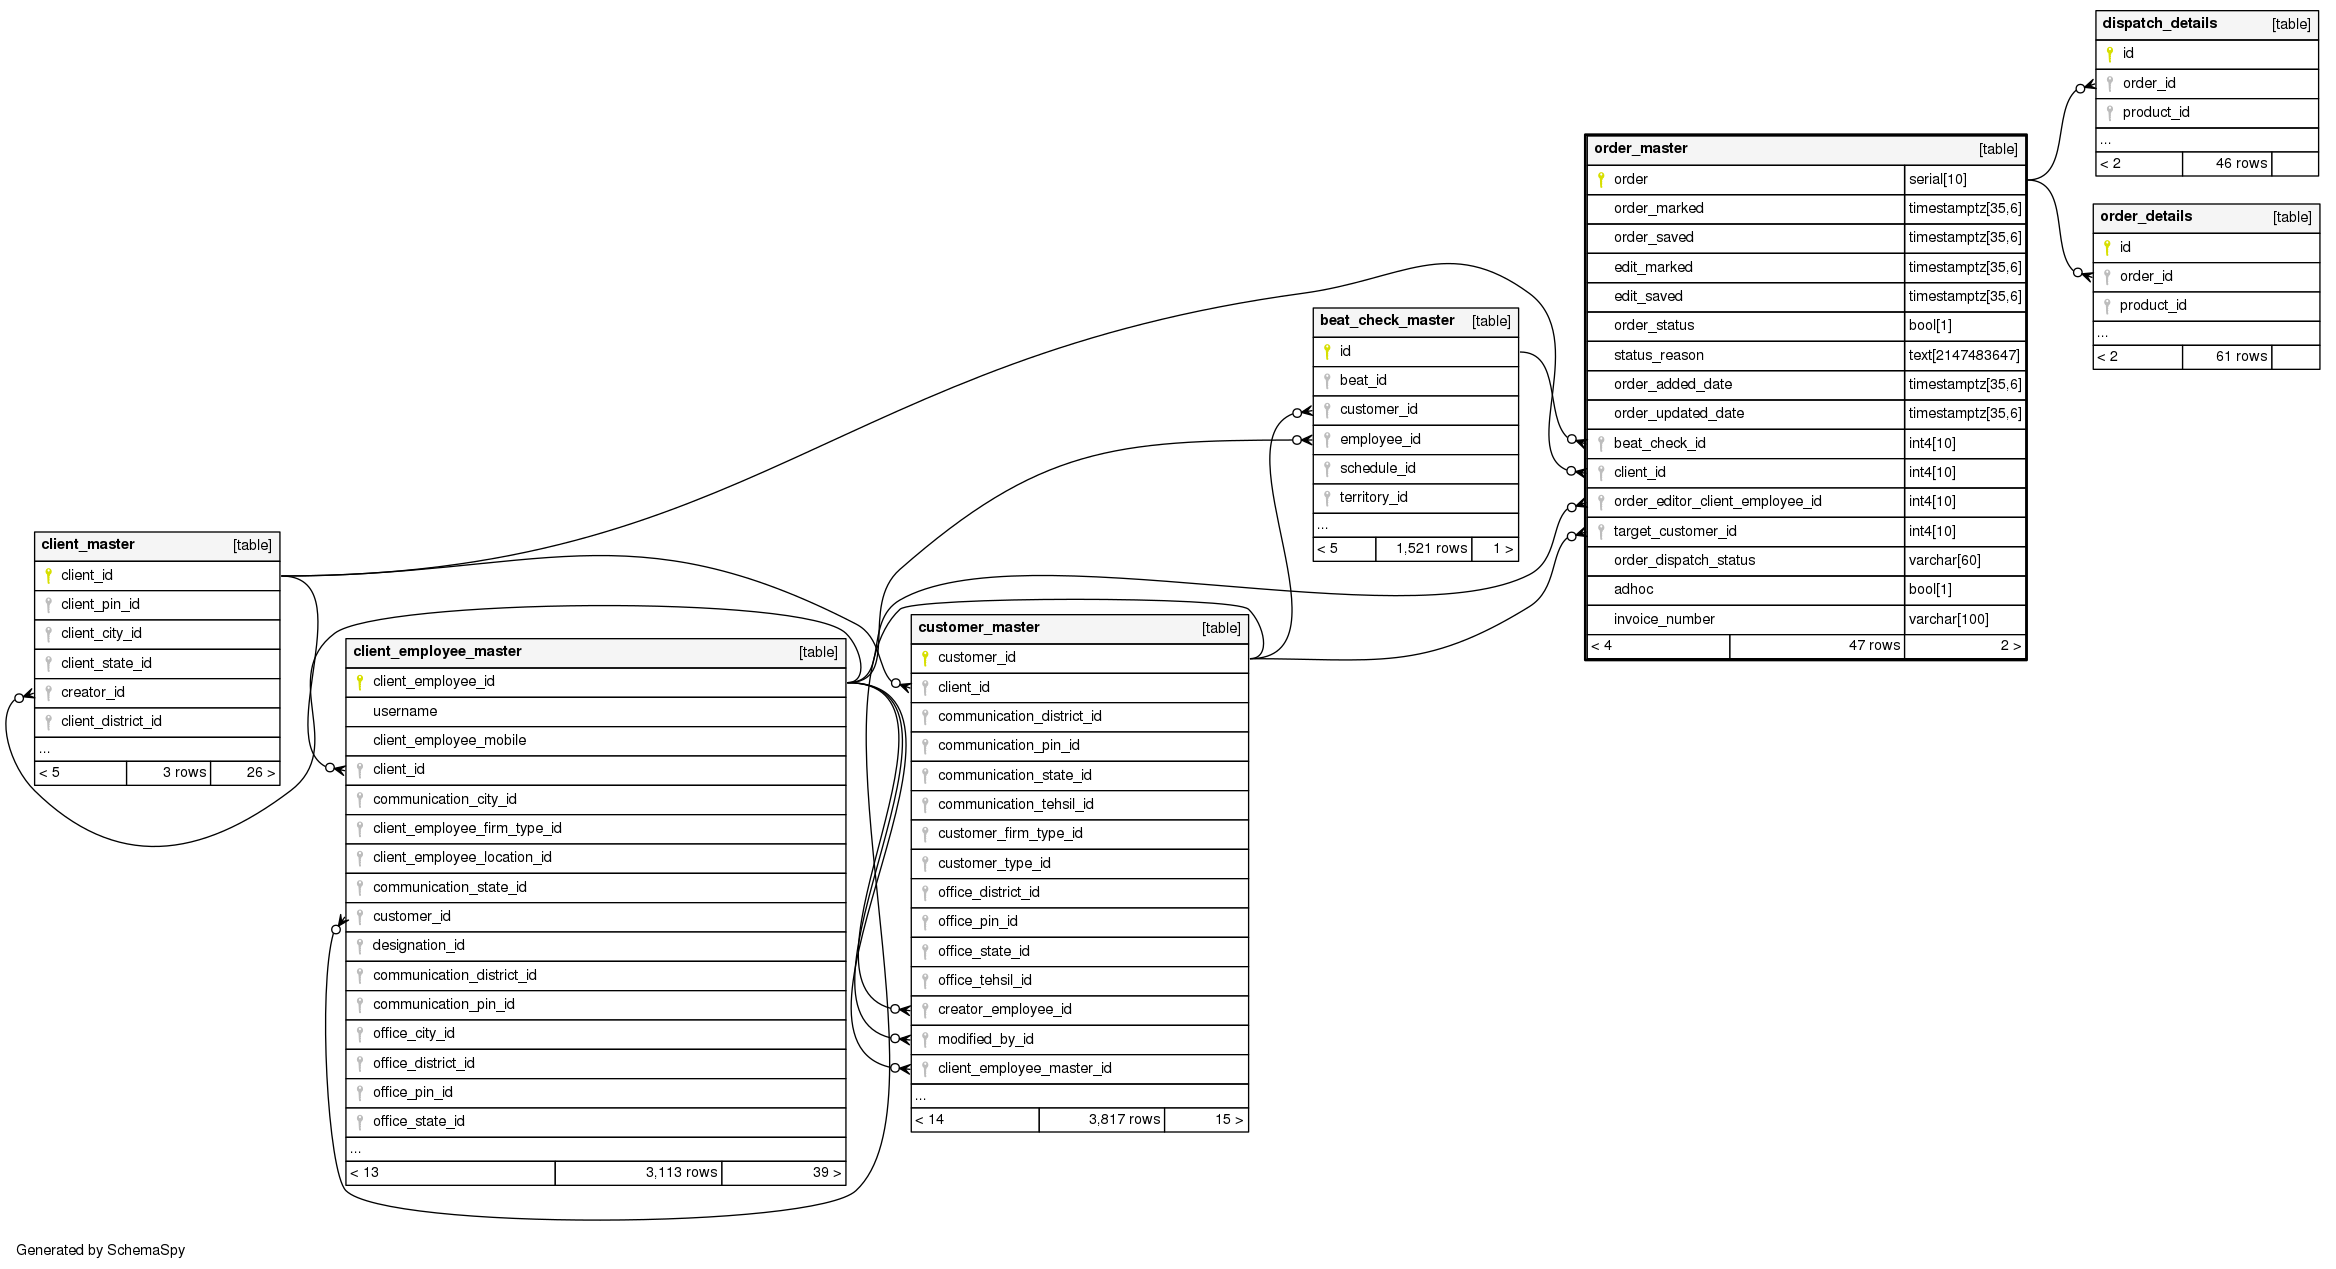 dispatch_details [table]
id
order_id
product_id
...
< 2 46 rows
order_master [table]
order serial[10]
order_marked timestamptz[35,6]
order_saved timestamptz[35,6]
edit_marked timestamptz[35,6]
edit_saved timestamptz[35,6]
order_status bool[1]
status_reason text[2147483647]
order_added_date timestamptz[35,6]
order_updated_date timestamptz[35,6]
beat_check_id int4[10]
client_id int4[10]
order_editor_client_employee_id int4[10]
target_customer_id int4[10]
order_dispatch_status varchar[60]
adhoc bool[1]
invoice_number varchar[100]
< 4 47 rows 2 >
order_details [table]
id
order_id
product_id
...
< 2 61 rows
beat_check_master [table]
id
beat_id
customer_id
employee_id
schedule_id
territory_id
...
< 5 1,521 rows 1 >
client_master [table]
client_id
client_pin_id
client_city_id
client_state_id
creator_id
client_district_id
...
< 5 3 rows 26 >
client_employee_master [table]
client_employee_id
username
client_employee_mobile
client_id
communication_city_id
client_employee_firm_type_id
client_employee_location_id
communication_state_id
customer_id
designation_id
communication_district_id
communication_pin_id
office_city_id
office_district_id
office_pin_id
office_state_id
...
< 13 3,113 rows 39 >
customer_master [table]
customer_id
client_id
communication_district_id
communication_pin_id
communication_state_id
communication_tehsil_id
customer_firm_type_id
customer_type_id
office_district_id
office_pin_id
office_state_id
office_tehsil_id
creator_employee_id
modified_by_id
client_employee_master_id
...
< 14 3,817 rows 15 >
Generated by SchemaSpy